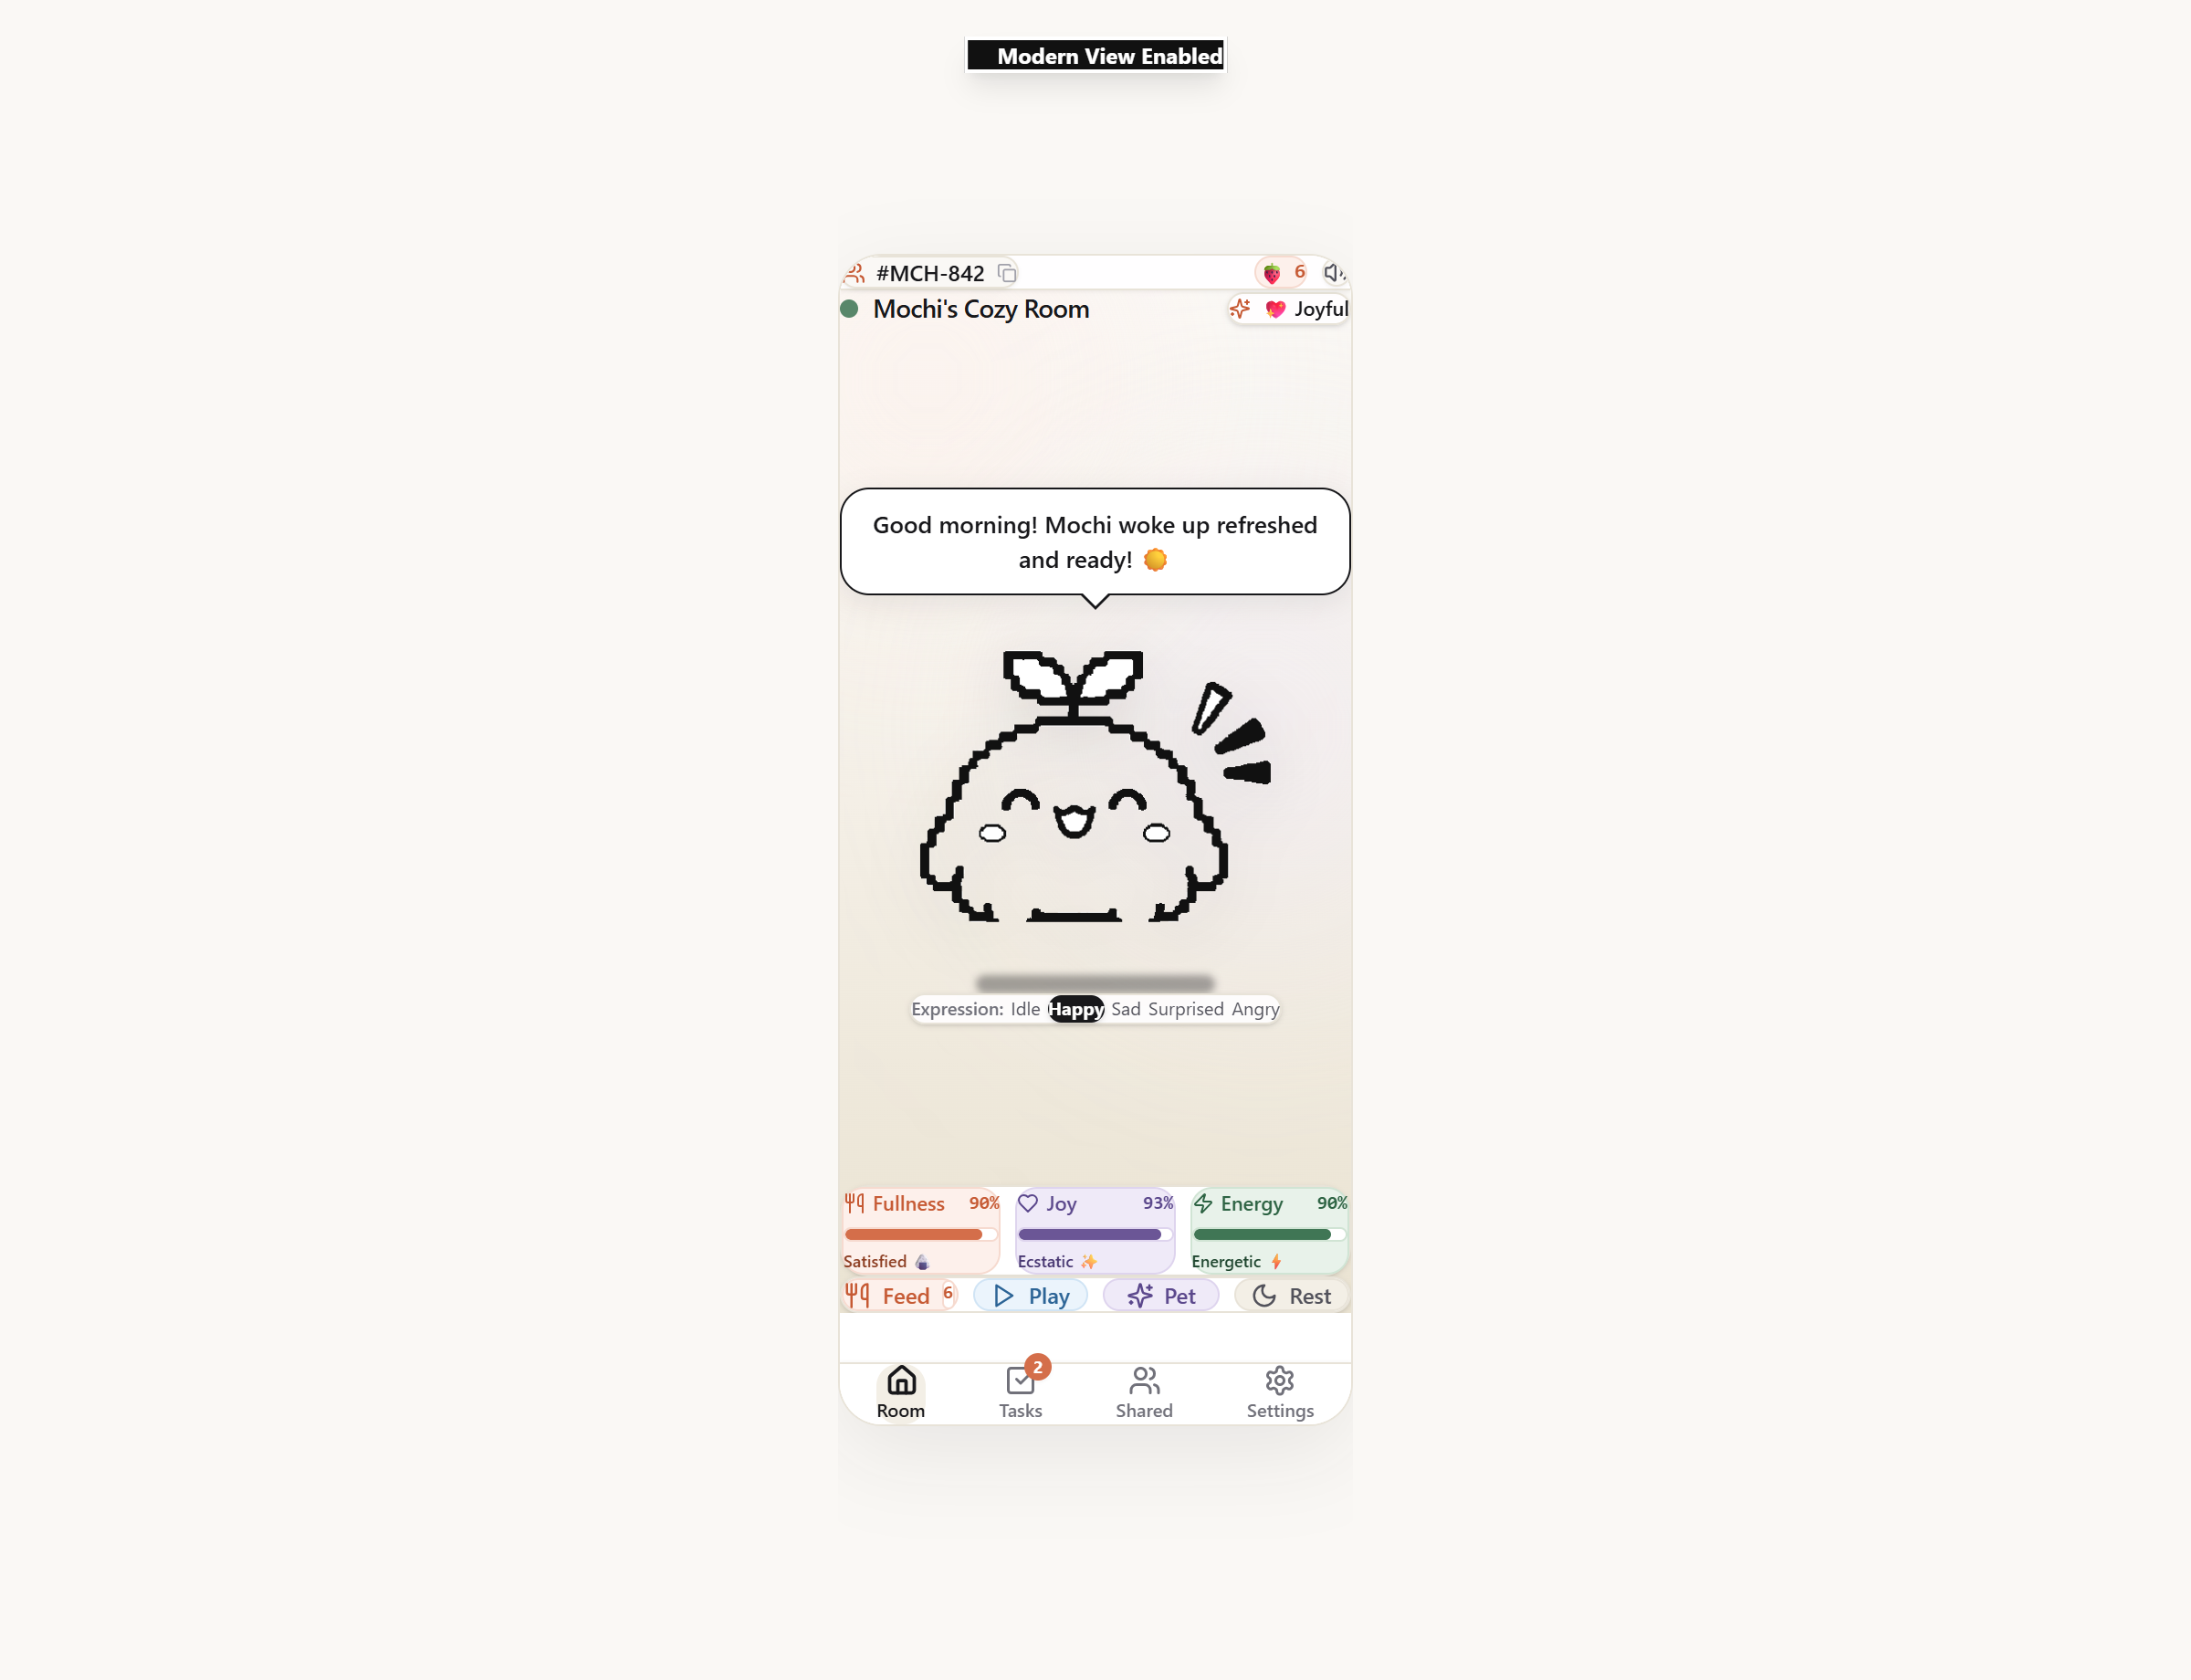 Modern View Enabled
#MCH-842 6
Mochi's Cozy Room 💖 Joyful
Good morning! Mochi woke up refreshed
and ready! ☀️
Expression: Idle Happy Sad Surprised Angry
Fullness 90% Joy 93% Energy 90%
Satisfied 🍙 Ecstatic ✨ Energetic ⚡
Feed 6 Play Pet Rest
2
Room Tasks Shared Settings